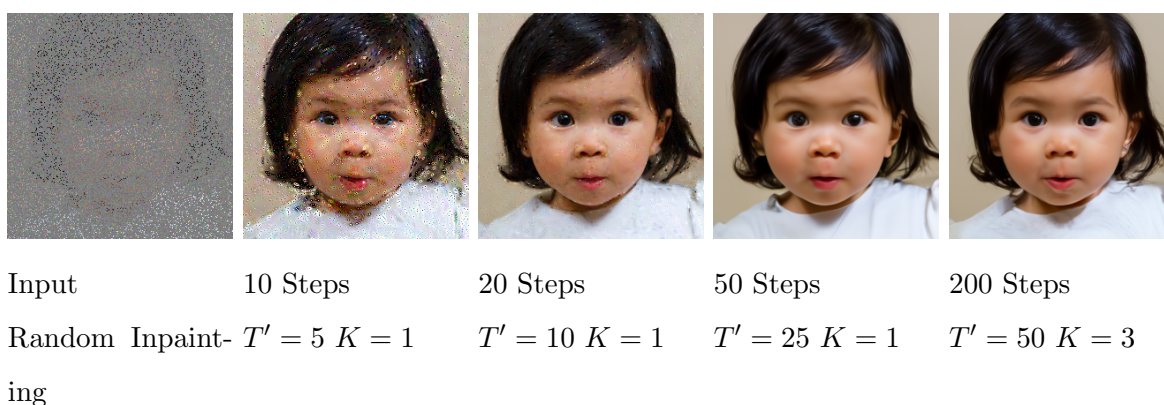 Input
Random Inpaint-
ing
10 Steps
T′ = 5 K = 1
20 Steps
T′ = 10 K = 1
50 Steps
T′ = 25 K = 1
200 Steps
T′ = 50 K = 3